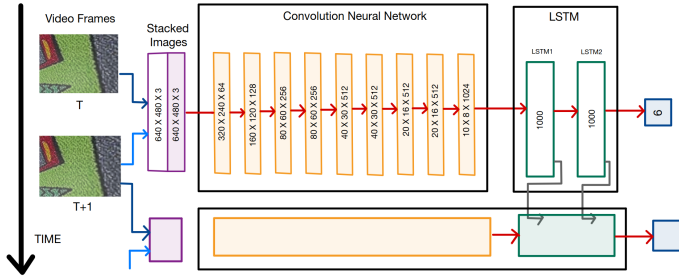 Video Frames
Stacked
Images
Convolution Neural Network
LSTM
T
T+1
TIME
640 X 480 X 3
640 X 480 X 3
320 X 240 X 64
160 X 120 X 128
80 X 60 X 256
80 X 60 X 256
40 X 30 X 512
40 X 30 X 512
20 X 16 X 512
20 X 16 X 512
10 X 8 X 1024
LSTM1
LSTM2
1000
1000
6